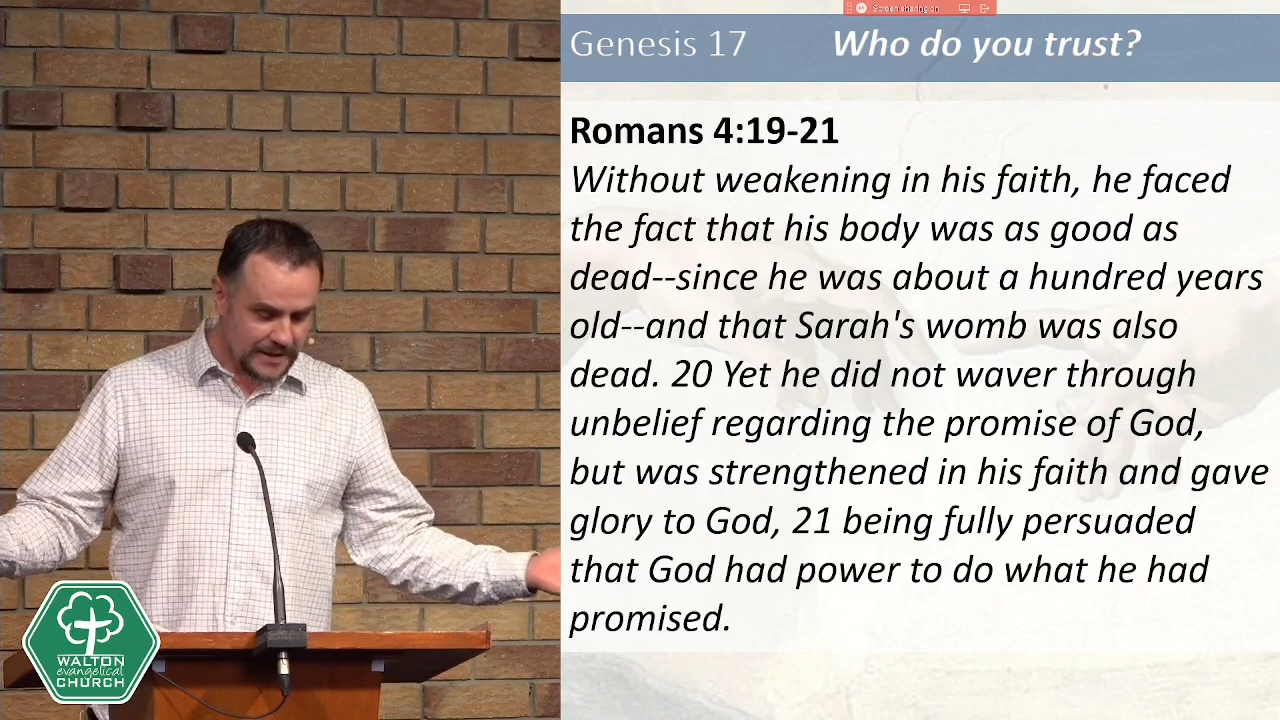 Screen sharing on
Genesis 17 Who do you trust?
Romans 4:19-21
Without weakening in his faith, he faced
the fact that his body was as good as
dead--since he was about a hundred years
old--and that Sarah's womb was also
dead. 20 Yet he did not waver through
unbelief regarding the promise of God,
but was strengthened in his faith and gave
glory to God, 21 being fully persuaded
that God had power to do what he had
promised.
WALTON
evangelical
CHURCH